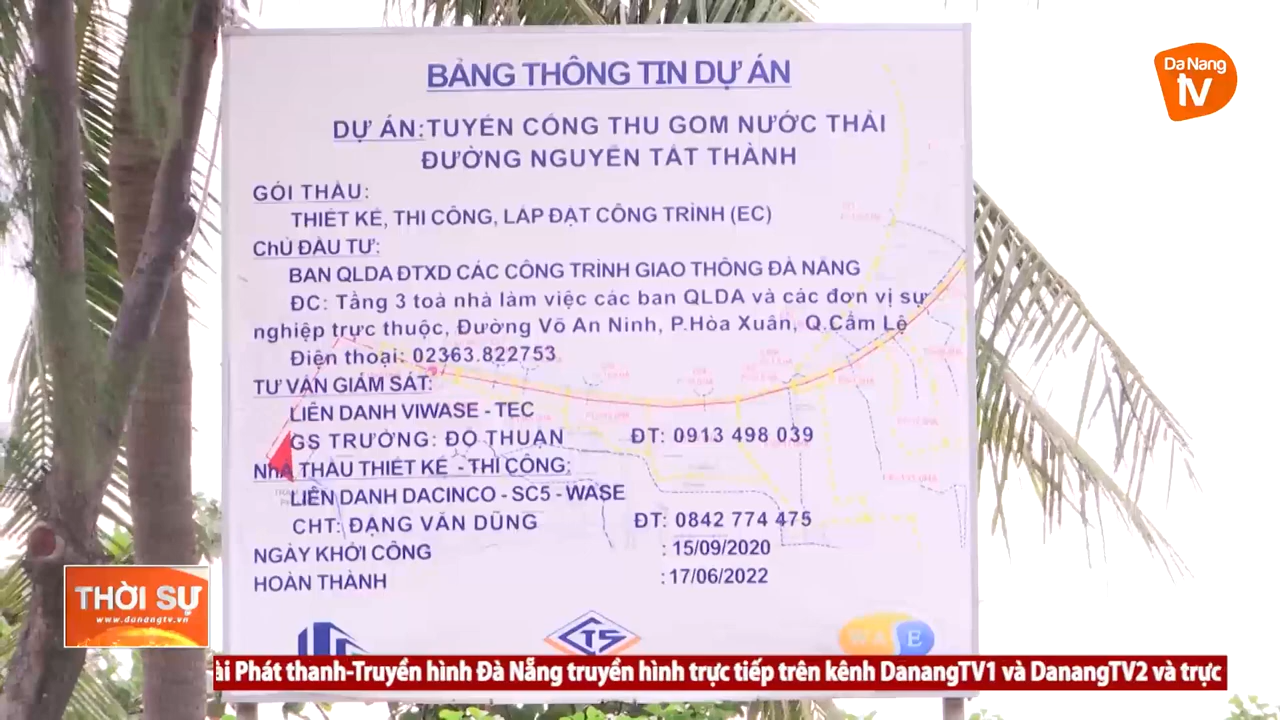 Da Nang
tv
BẢNG THÔNG TIN DỰ ÁN
DỰ ÁN:TUYẾN CỐNG THU GOM NƯỚC THẢI
ĐƯỜNG NGUYỄN TẤT THÀNH
GÓI THẦU:
THIẾT KẾ, THI CÔNG, LẮP ĐẶT CÔNG TRÌNH (EC)
ChỦ ĐẦU TƯ:
BAN QLDA ĐTXD CÁC CÔNG TRÌNH GIAO THÔNG ĐÀ NẴNG
ĐC: Tầng 3 toà nhà làm việc các ban QLDA và các đơn vị sự
nghiệp trực thuộc, Đường Võ An Ninh, P.Hòa Xuân, Q.Cẩm Lệ
Điện thoại: 02363.822753
TƯ VẤN GIÁM SÁT:
LIÊN DANH VIWASE - TEC
GS TRƯỞNG: ĐỖ THUẬN ĐT: 0913 498 039
NhÀ THẦU THIẾT KẾ - THI CÔNG:
LIÊN DANH DACINCO - SC5 - WASE
CHT: ĐẶNG VĂN DŨNG ĐT: 0842 774 475
NGÀY KHỞI CÔNG : 15/09/2020
HOÀN THÀNH : 17/06/2022
THỜI SỰ
www.danangtv.vn
ài Phát thanh-Truyền hình Đà Nẵng truyền hình trực tiếp trên kênh DanangTV1 và DanangTV2 và trực